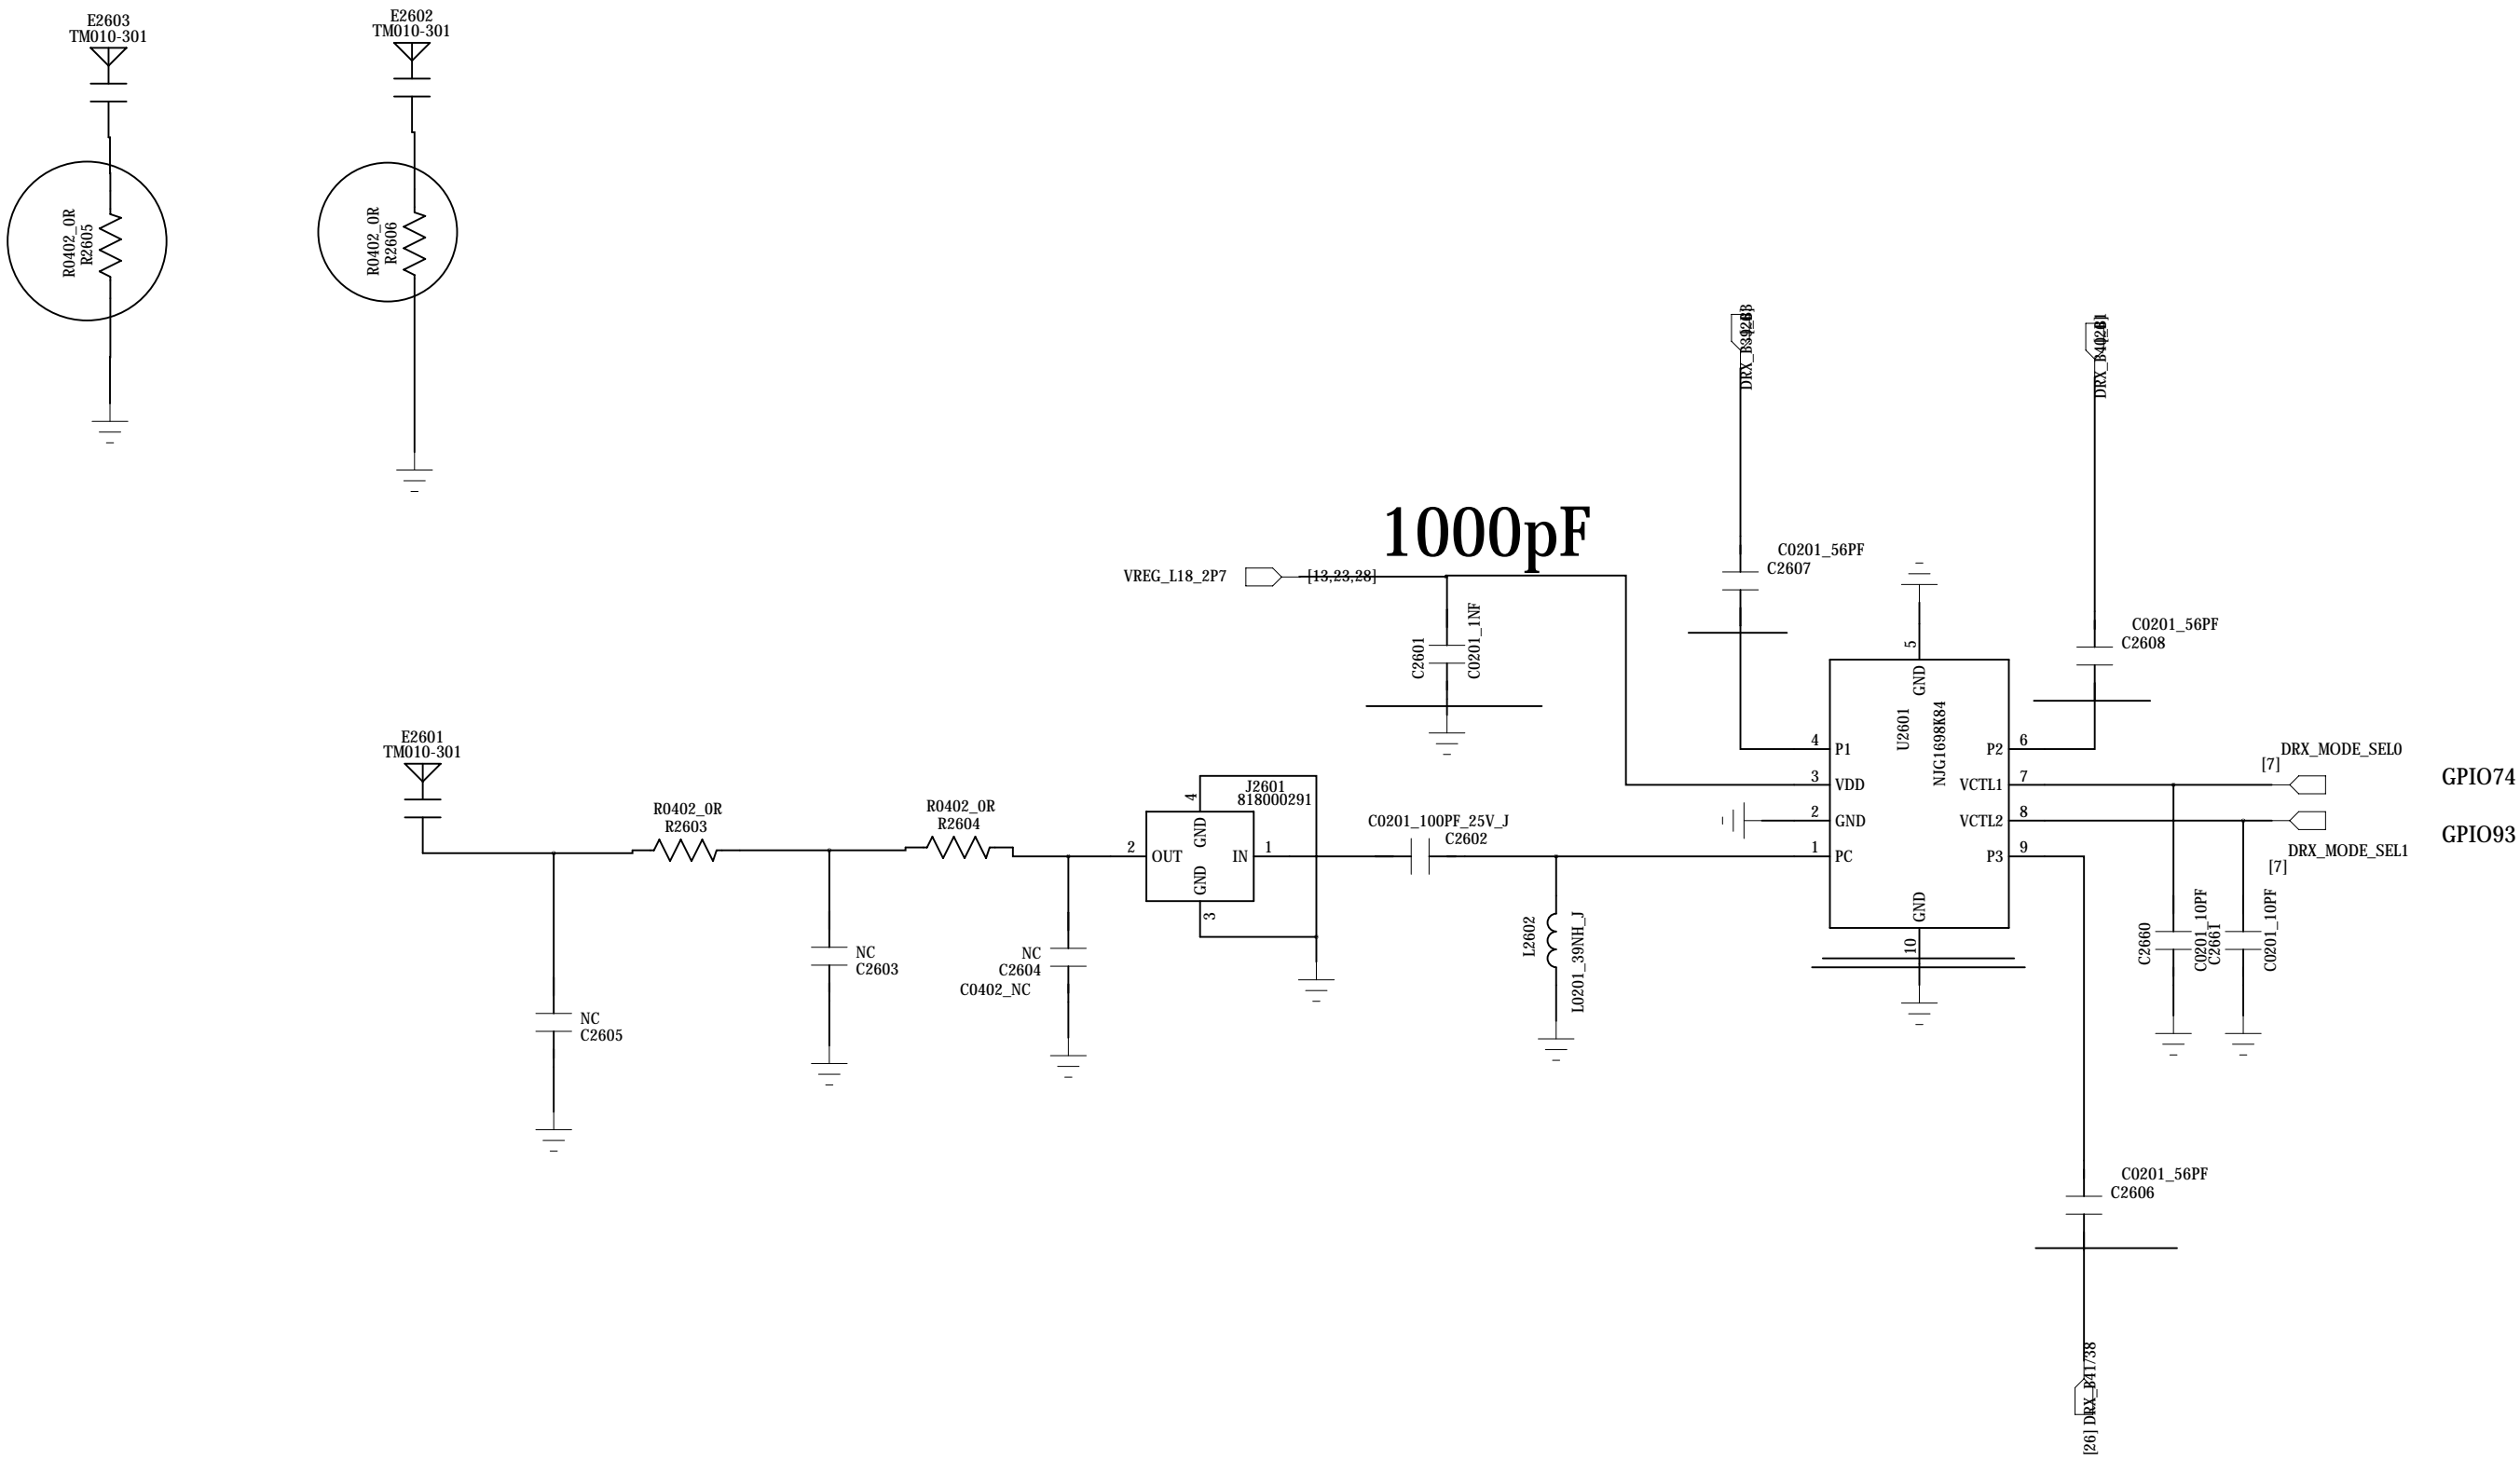 E2603
TM010-301
E2602
TM010-301
R0402_0R
R2605
R0402_0R
R2606
1000pF
VREG_L18_2P7
[13,23,28]
C0201_56PF
C2607
C0201_56PF
C2608
C2601
C0201_1NF
5
GND
U2601
NJG1698K84
4
P1
3
VDD
2
GND
1
PC
P2
6
VCTL1
7
VCTL2
8
P3
9
GND
10
DRX_MODE_SEL0
[7]
GPIO74
GPIO93
DRX_MODE_SEL1
[7]
E2601
TM010-301
R0402_0R
R2603
R0402_0R
R2604
J2601
818000291
4
GND
2
OUT
IN
1
GND
3
C0201_100PF_25V_J
C2602
NC
C2603
NC
C2604
C0402_NC
NC
C2605
L2602
L0201_39NH_J
C2660
C0201_10PF
C2661
C0201_10PF
C0201_56PF
C2606
[26]
DRX_B41/38